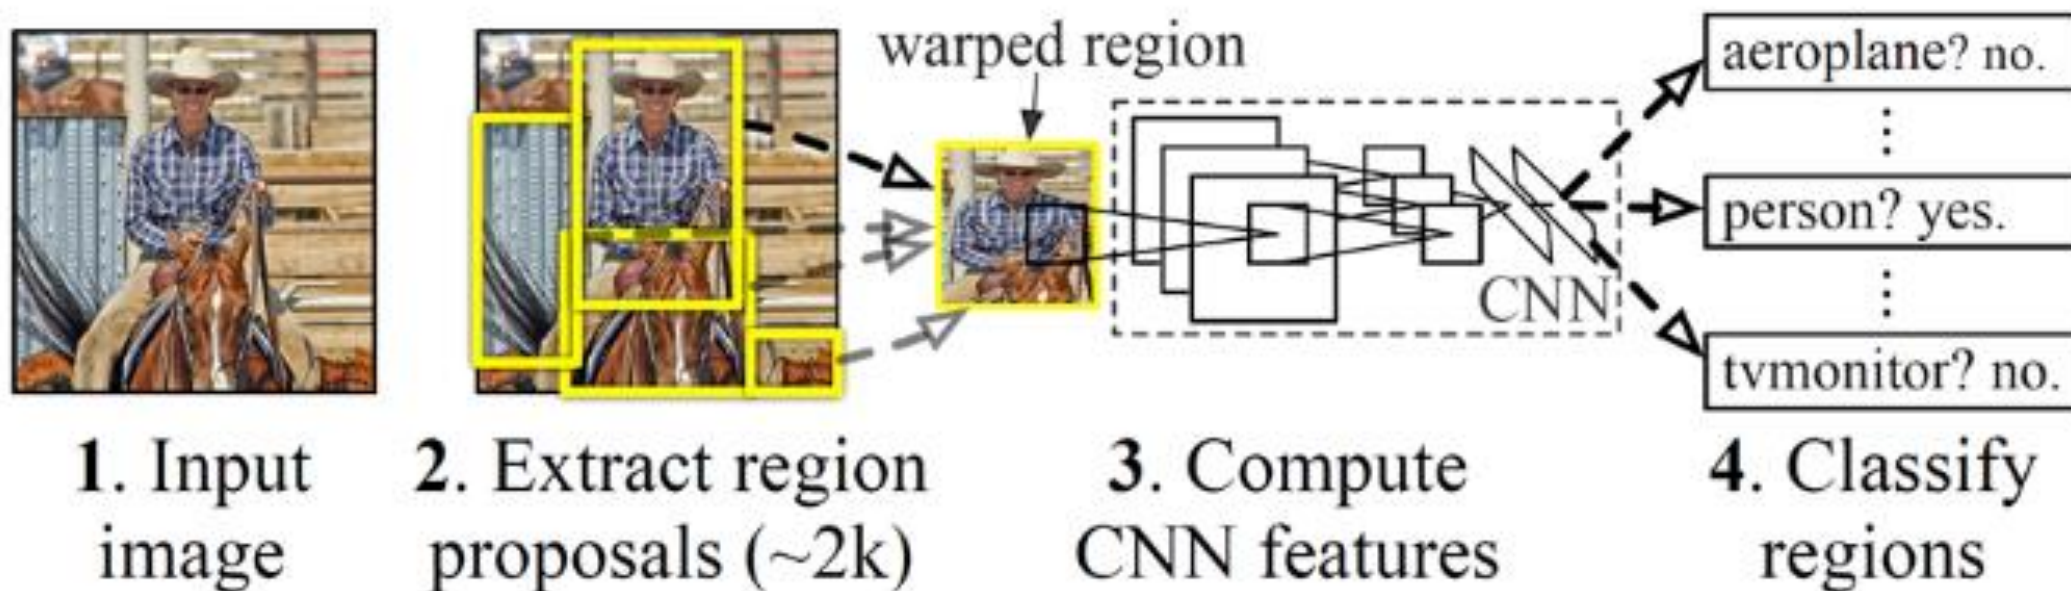 warped region
aeroplane? no.
⋮
person? yes.
CNN
⋮
tvmonitor? no.
1. Input
image
2. Extract region
proposals (~2k)
3. Compute
CNN features
4. Classify
regions